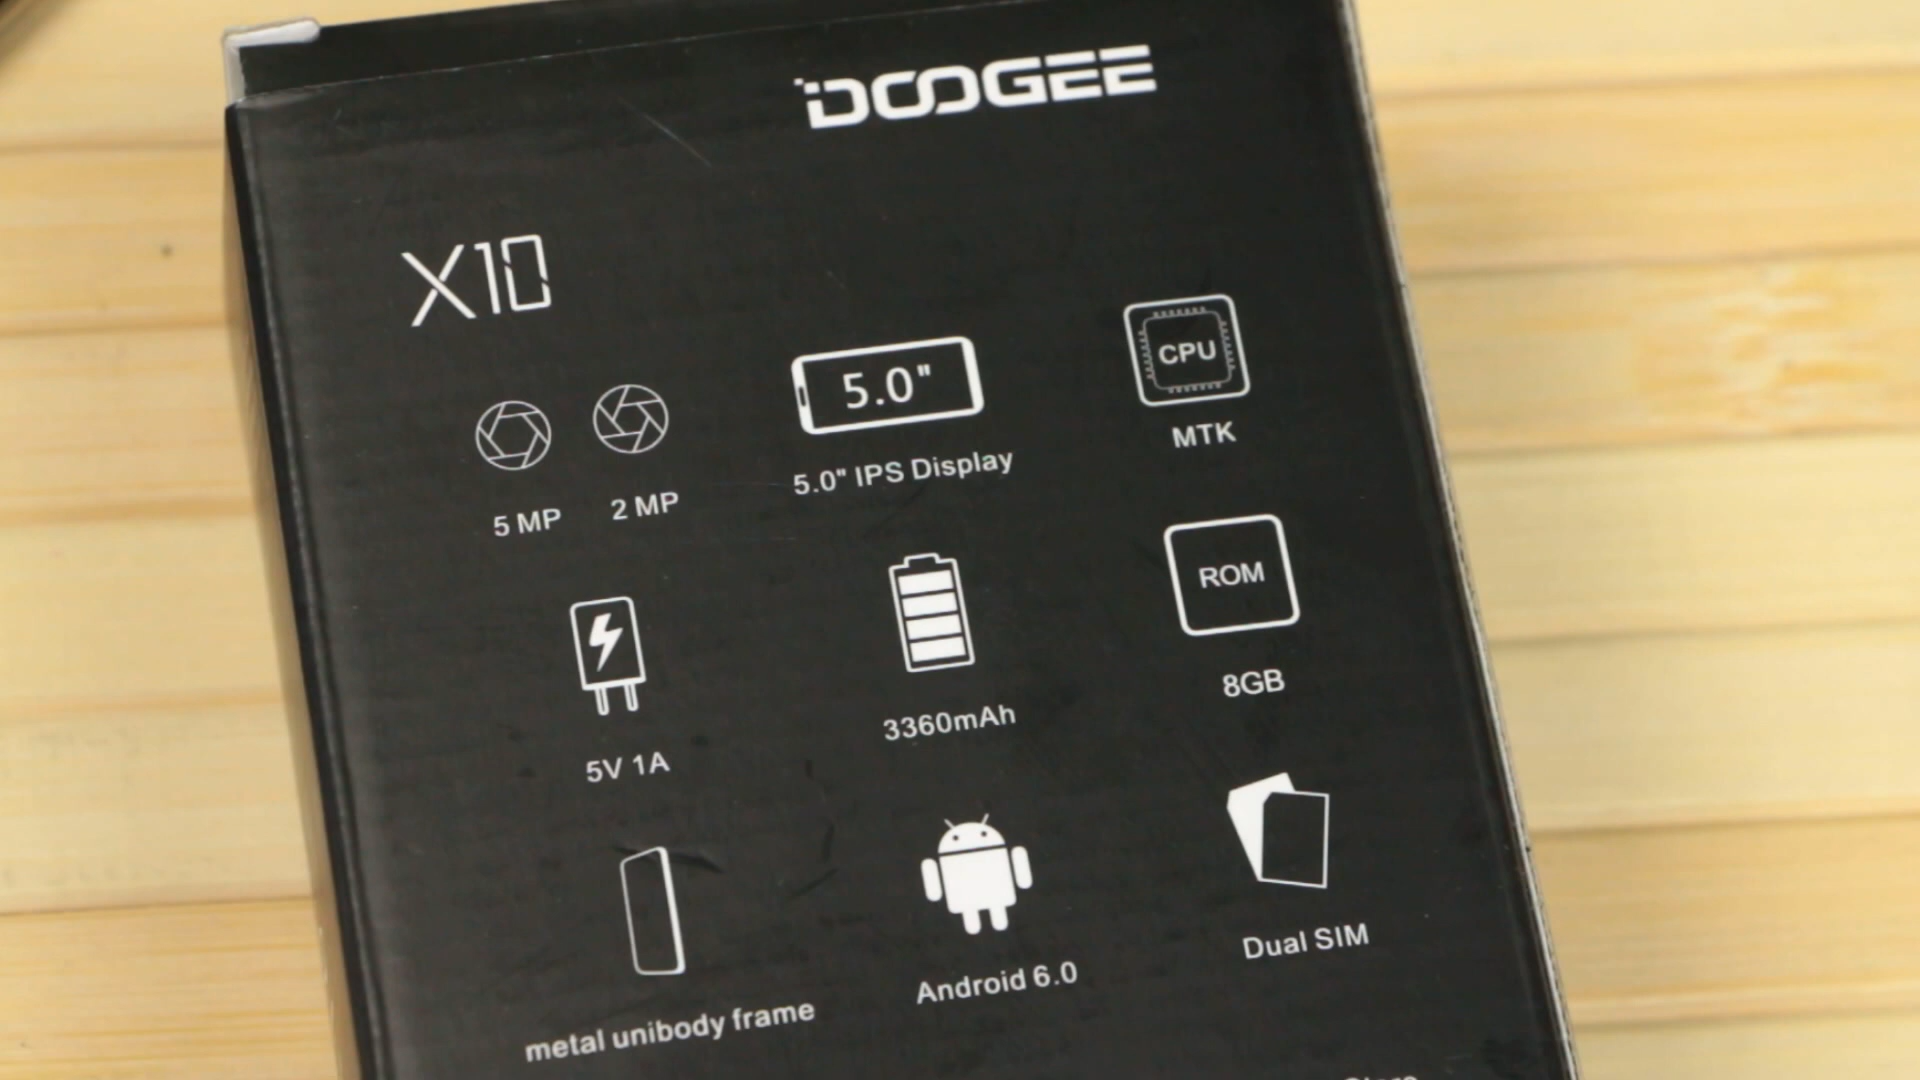 DOOGEE
X10
5.0"
CPU
5 MP
2 MP
5.0" IPS Display
MTK
ROM
5V 1A
3360mAh
8GB
metal unibody frame
Android 6.0
Dual SIM